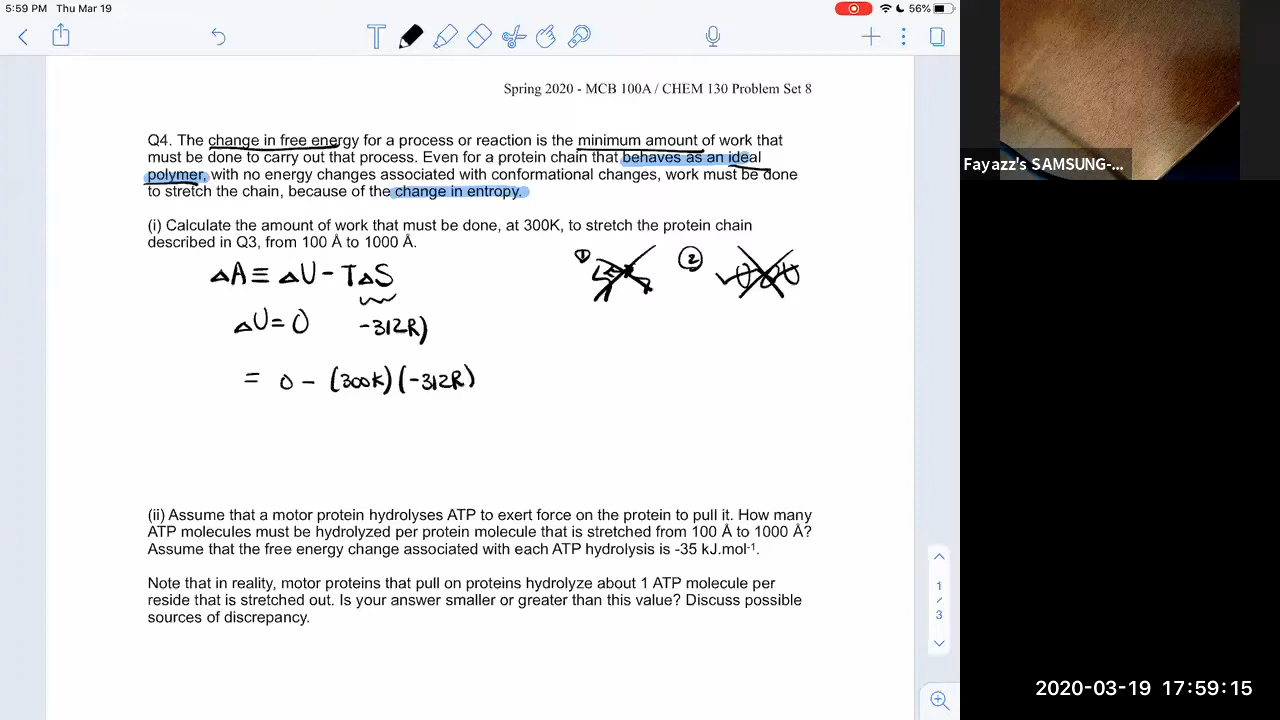 5:59 PM Thu Mar 19
56%
T
Spring 2020 - MCB 100A / CHEM 130 Problem Set 8
Q4. The change in free energy for a process or reaction is the minimum amount of work that
must be done to carry out that process. Even for a protein chain that behaves as an ideal
polymer, with no energy changes associated with conformational changes, work must be done
to stretch the chain, because of the change in entropy.
(i) Calculate the amount of work that must be done, at 300K, to stretch the protein chain
described in Q3, from 100 Å to 1000 Å.
ΔA ≡ ΔU - TΔS
① ②
ΔU = 0 -312R)
= 0 - (300K)(-312R)
(ii) Assume that a motor protein hydrolyses ATP to exert force on the protein to pull it. How many
ATP molecules must be hydrolyzed per protein molecule that is stretched from 100 Å to 1000 Å?
Assume that the free energy change associated with each ATP hydrolysis is -35 kJ.mol⁻¹.
Note that in reality, motor proteins that pull on proteins hydrolyze about 1 ATP molecule per
reside that is stretched out. Is your answer smaller or greater than this value? Discuss possible
sources of discrepancy.
1
/
3
Fayazz's SAMSUNG-...
2020-03-19 17:59:15